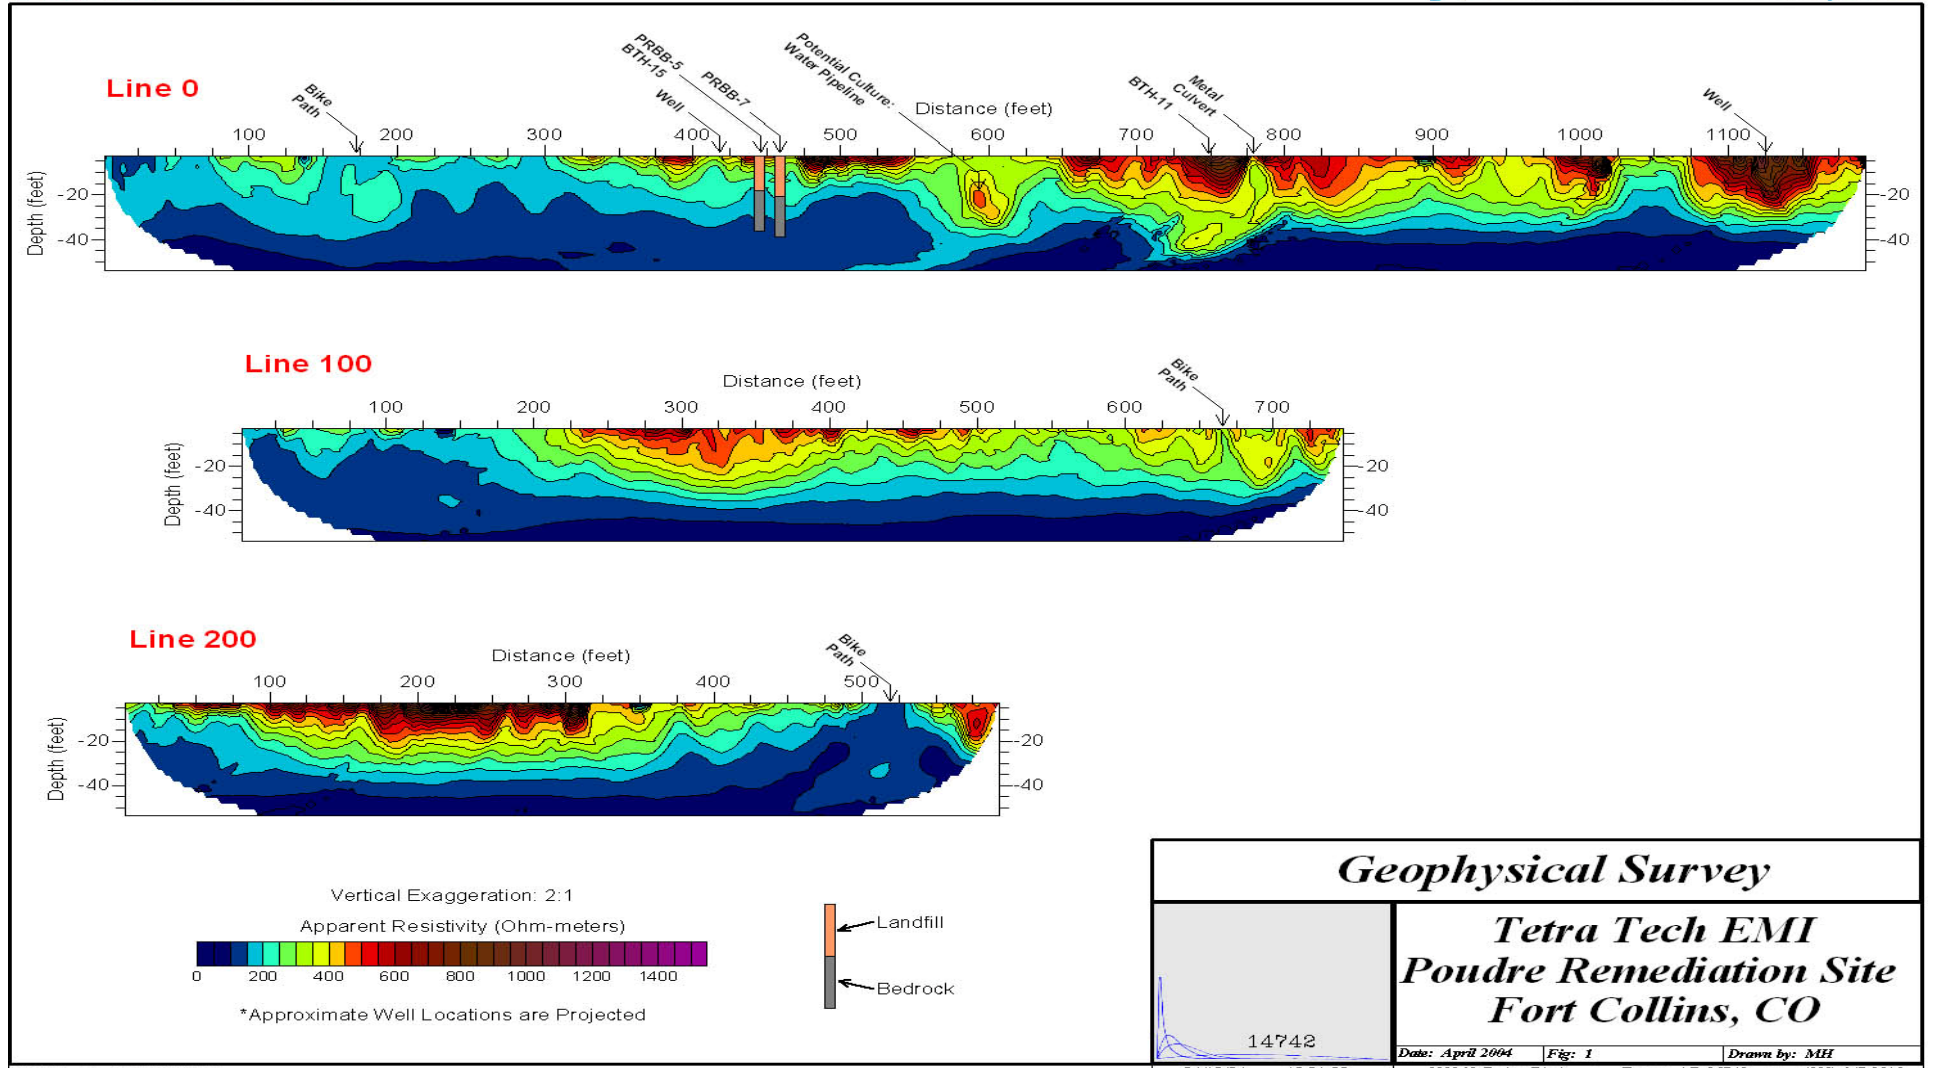 Line 0
Bike
Path
Well
PRBB-5
BTH-15
PRBB-7
Potential Culture:
Water Pipeline
Distance (feet)
BTH-11
Metal
Culvert
Well
100 200 300 400 500 600 700 800 900 1000 1100
Depth (feet)
-20
-40
-20
-40
Line 100
Distance (feet)
Bike
Path
100 200 300 400 500 600 700
Depth (feet)
-20
-40
-20
-40
Line 200
Distance (feet)
Bike
Path
100 200 300 400 500
Depth (feet)
-20
-40
-20
-40
Vertical Exaggeration: 2:1
Apparent Resistivity (Ohm-meters)
0 200 400 600 800 1000 1200 1400
*Approximate Well Locations are Projected
Landfill
Bedrock
Geophysical Survey
14742
Tetra Tech EMI
Poudre Remediation Site
Fort Collins, CO
Date: April 2004 Fig: 1 Drawn by: MH